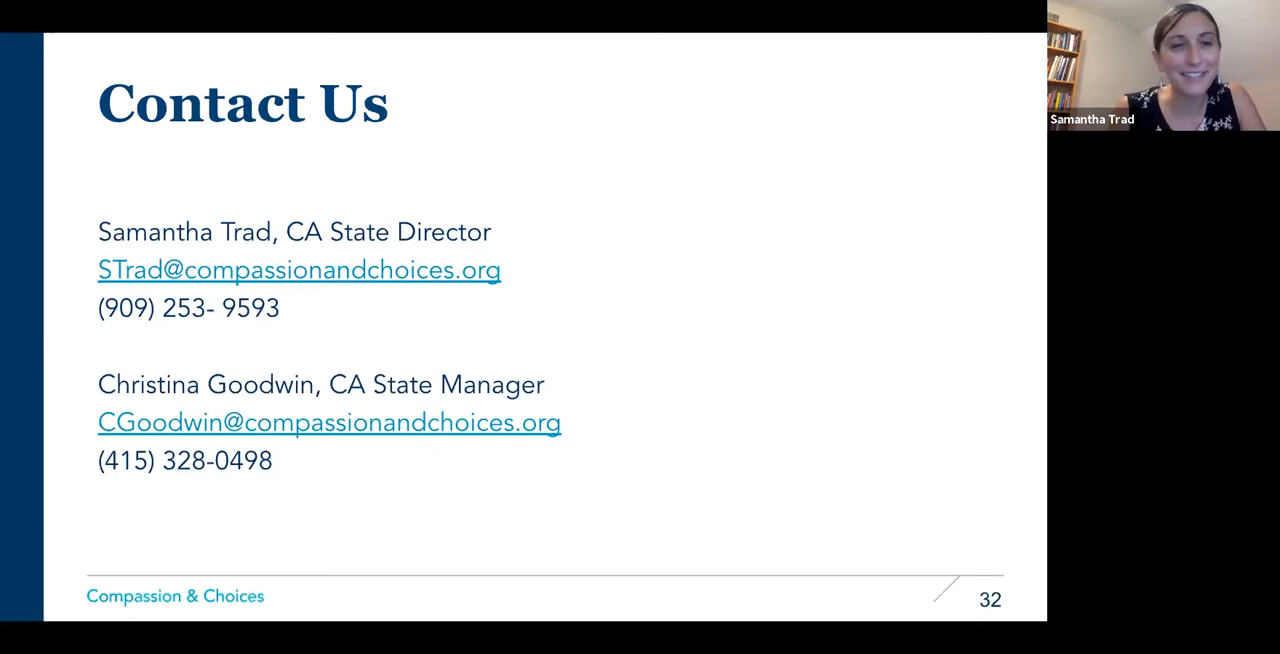 Contact Us
Samantha Trad
Samantha Trad, CA State Director
STrad@compassionandchoices.org
(909) 253- 9593
Christina Goodwin, CA State Manager
CGoodwin@compassionandchoices.org
(415) 328-0498
Compassion & Choices
32